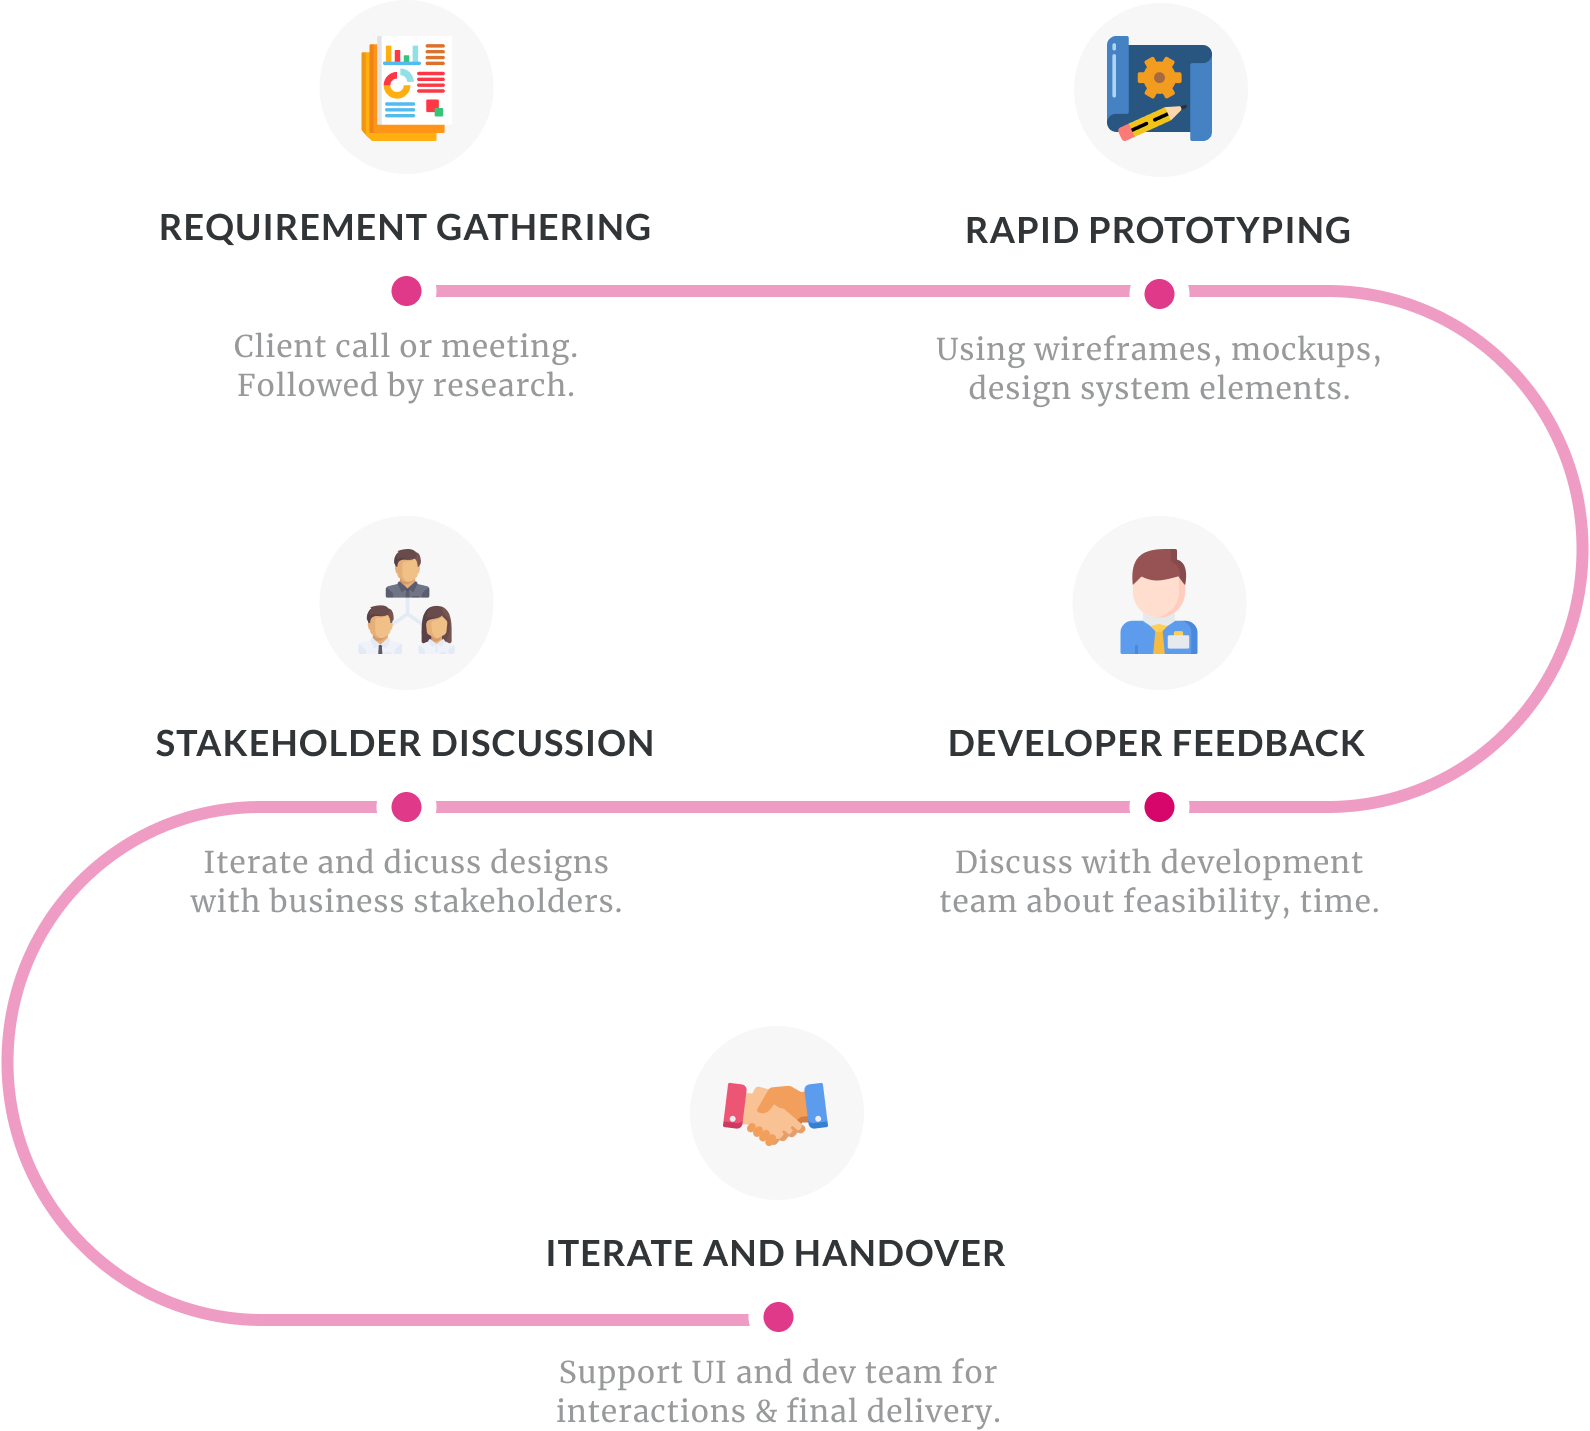 REQUIREMENT GATHERING
Client call or meeting.
Followed by research.
RAPID PROTOTYPING
Using wireframes, mockups,
design system elements.
DEVELOPER FEEDBACK
Discuss with development
team about feasibility, time.
STAKEHOLDER DISCUSSION
Iterate and dicuss designs
with business stakeholders.
ITERATE AND HANDOVER
Support UI and dev team for
interactions & final delivery.